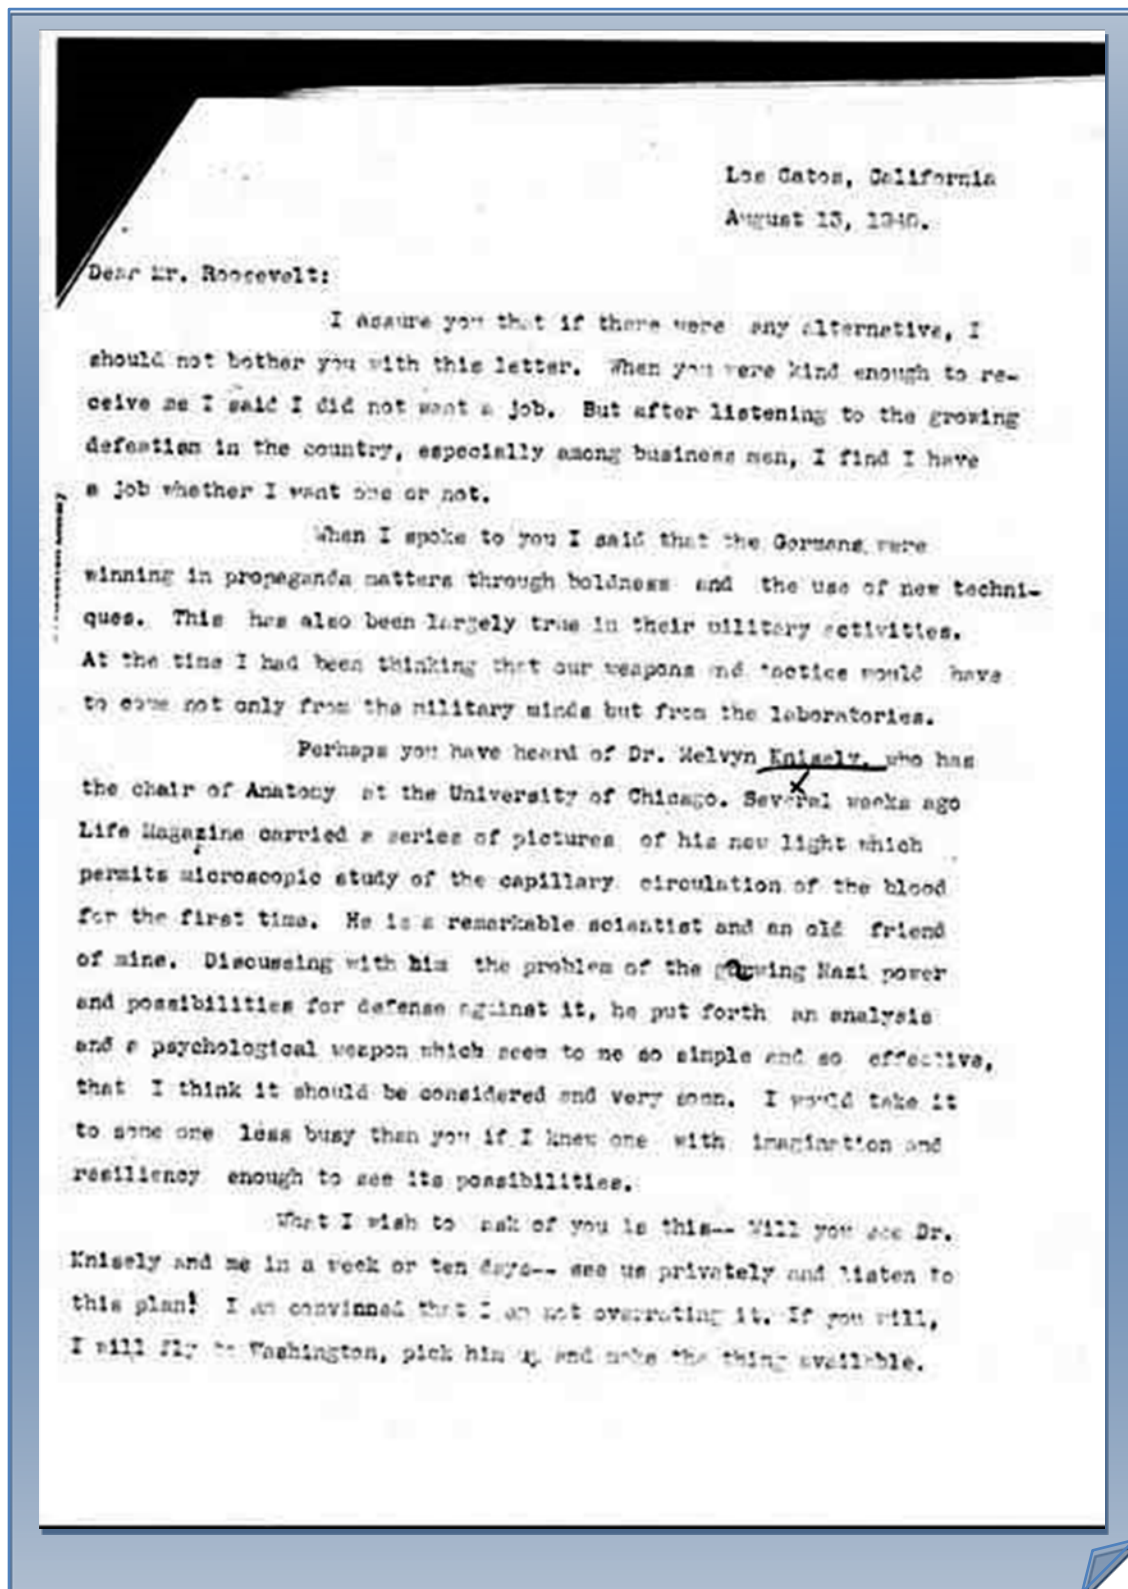 Los Gatos, California
August 13, 1940.
Dear Mr. Roosevelt:
I assure you that if there were any alternative, I
should not bother you with this letter. When you were kind enough to re-
ceive me I said I did not want a job. But after listening to the growing
defeatism in the country, especially among business men, I find I have
a job whether I want one or not.
When I spoke to you I said that the Germans were
winning in propaganda matters through boldness and the use of new techni-
ques. This has also been largely true in their military activities.
At the time I had been thinking that our weapons and tactics would have
to come not only from the military minds but from the laboratories.
Perhaps you have heard of Dr. Melvyn Knisely, who has
the chair of Anatomy at the University of Chicago. Several weeks ago
Life Magazine carried a series of pictures of his new light which
permits microscopic study of the capillary circulation of the blood
for the first time. He is a remarkable scientist and an old friend
of mine. Discussing with him the problem of the growing Nazi power
and possibilities for defense against it, he put forth an analysis
and a psychological weapon which seem to me so simple and so effective,
that I think it should be considered and very soon. I would take it
to some one less busy than you if I knew one with imagination and
resiliency enough to see its possibilities.
What I wish to ask of you is this-- Will you see Dr.
Knisely and me in a week or ten days-- see us privately and listen to
this plan! I am convinned that I am not overrating it. If you will,
I will fly to Washington, pick him up and make the thing available.